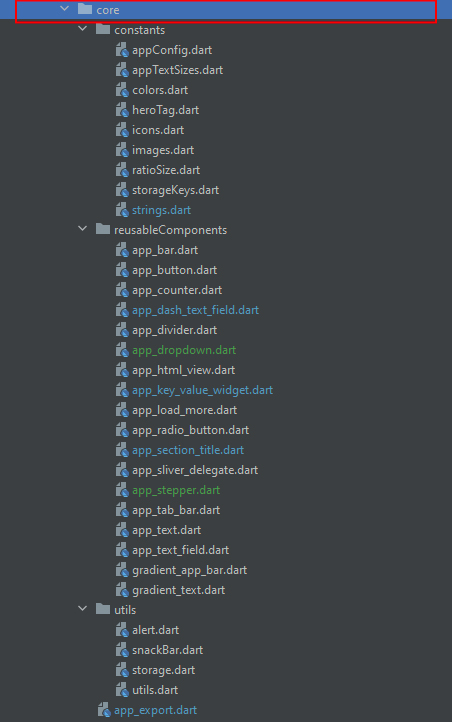 core
constants
appConfig.dart
appTextSizes.dart
colors.dart
heroTag.dart
icons.dart
images.dart
ratioSize.dart
storageKeys.dart
strings.dart
reusableComponents
app_bar.dart
app_button.dart
app_counter.dart
app_dash_text_field.dart
app_divider.dart
app_dropdown.dart
app_html_view.dart
app_key_value_widget.dart
app_load_more.dart
app_radio_button.dart
app_section_title.dart
app_sliver_delegate.dart
app_stepper.dart
app_tab_bar.dart
app_text.dart
app_text_field.dart
gradient_app_bar.dart
gradient_text.dart
utils
alert.dart
snackBar.dart
storage.dart
utils.dart
app_export.dart